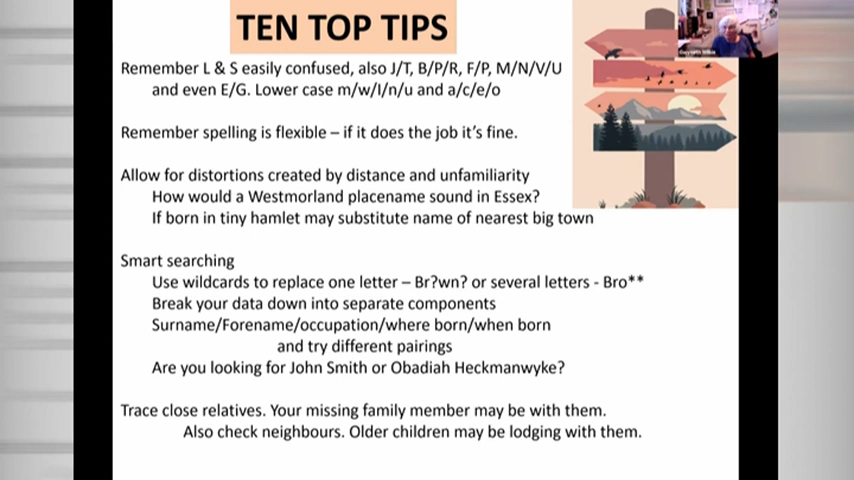 TEN TOP TIPS
Remember L & S easily confused, also J/T, B/P/R, F/P, M/N/V/U
and even E/G. Lower case m/w/I/n/u and a/c/e/o
Remember spelling is flexible – if it does the job it's fine.
Allow for distortions created by distance and unfamiliarity
How would a Westmorland placename sound in Essex?
If born in tiny hamlet may substitute name of nearest big town
Smart searching
Use wildcards to replace one letter – Br?wn? or several letters - Bro**
Break your data down into separate components
Surname/Forename/occupation/where born/when born
and try different pairings
Are you looking for John Smith or Obadiah Heckmanwyke?
Trace close relatives. Your missing family member may be with them.
Also check neighbours. Older children may be lodging with them.